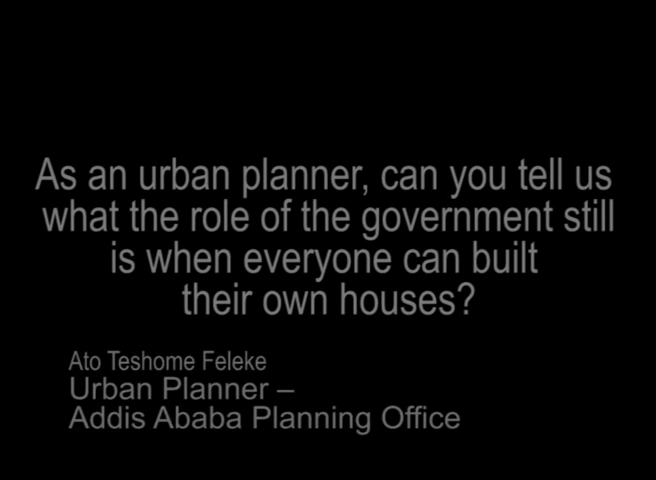 As an urban planner, can you tell us
what the role of the government still
is when everyone can built
their own houses?
Ato Teshome Feleke
Urban Planner –
Addis Ababa Planning Office